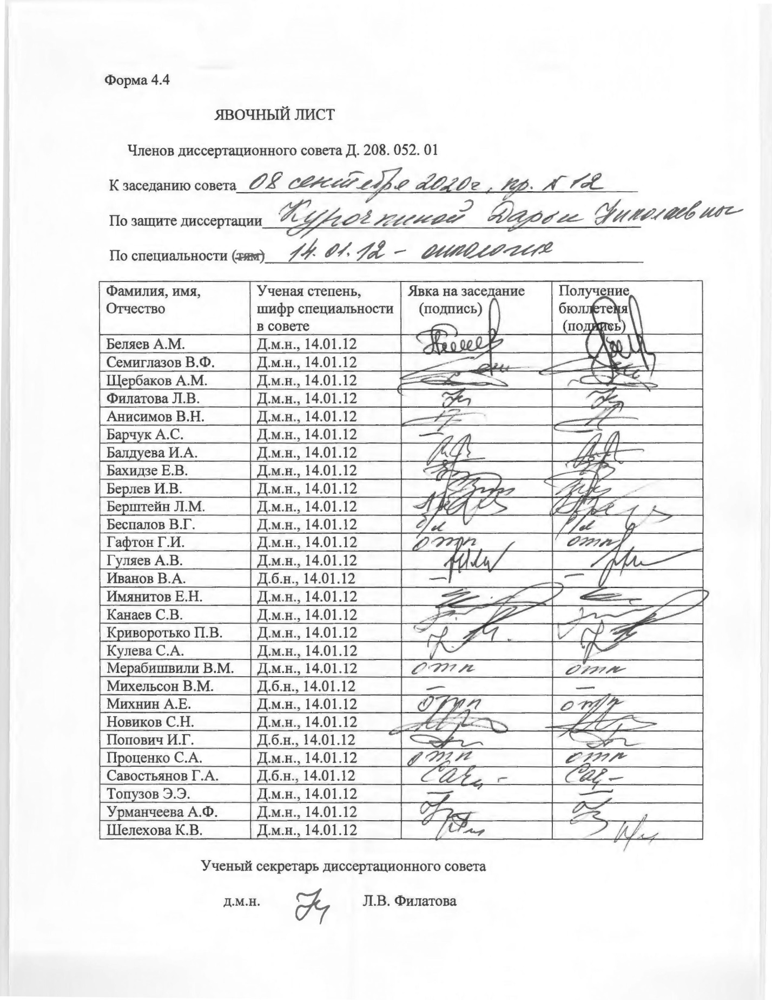 Форма 4.4
ЯВОЧНЫЙ ЛИСТ
Членов диссертационного совета Д. 208. 052. 01
К заседанию совета 08 сентября 2020г, пр. № 12
По защите диссертации Курочкиной Дарьи Николаевны
По специальности (тям) 14.01.12 – онкология
Фамилия, имя, Отчество Ученая степень, шифр специальности в совете Явка на заседание (подпись) Получение бюллетеня (подпись)
Беляев А.М. Д.м.н., 14.01.12
Семиглазов В.Ф. Д.м.н., 14.01.12
Щербаков А.М. Д.м.н., 14.01.12
Филатова Л.В. Д.м.н., 14.01.12
Анисимов В.Н. Д.м.н., 14.01.12
Барчук А.С. Д.м.н., 14.01.12 —
Балдуева И.А. Д.м.н., 14.01.12
Бахидзе Е.В. Д.м.н., 14.01.12
Берлев И.В. Д.м.н., 14.01.12
Берштейн Л.М. Д.м.н., 14.01.12
Беспалов В.Г. Д.м.н., 14.01.12 б/л б/л
Гафтон Г.И. Д.м.н., 14.01.12 отп отп
Гуляев А.В. Д.м.н., 14.01.12
Иванов В.А. Д.б.н., 14.01.12 — —
Имянитов Е.Н. Д.м.н., 14.01.12
Канаев С.В. Д.м.н., 14.01.12
Криворотько П.В. Д.м.н., 14.01.12
Кулева С.А. Д.м.н., 14.01.12
Мерабишвили В.М. Д.м.н., 14.01.12 отп отп
Михельсон В.М. Д.б.н., 14.01.12 — —
Михнин А.Е. Д.м.н., 14.01.12 отп отп
Новиков С.Н. Д.м.н., 14.01.12
Попович И.Г. Д.б.н., 14.01.12
Проценко С.А. Д.м.н., 14.01.12 отп отп
Савостьянов Г.А. Д.б.н., 14.01.12
Топузов Э.Э. Д.м.н., 14.01.12 — —
Урманчеева А.Ф. Д.м.н., 14.01.12
Шелехова К.В. Д.м.н., 14.01.12
Ученый секретарь диссертационного совета
д.м.н. Л.В. Филатова